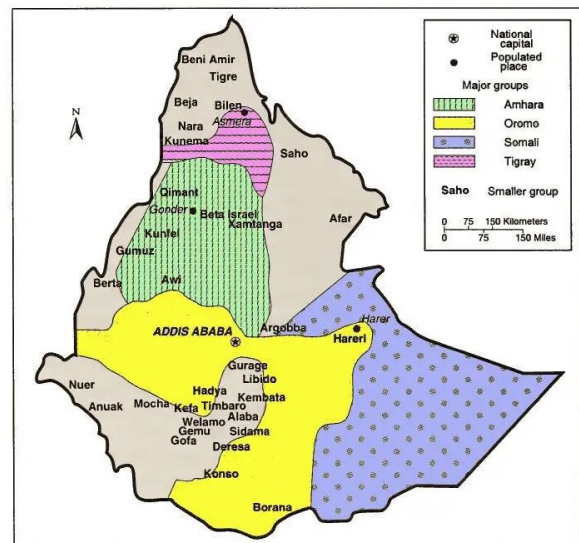 National
capital
Populated
place
Major groups
Amhara
Oromo
Somali
Tigray
Saho Smaller group
0 75 150 Kilometers
0 75 150 Miles
N
Beni Amir
Tigre
Beja
Bilen
Asmera
Nara
Kunema
Saho
Qimant
Gonder
Beta Israel
Xamtanga
Afar
Kunfel
Gumuz
Awi
Berta
ADDIS ABABA
Argobba
Harer
Hareri
Gurage
Libido
Nuer
Hadya
Kembata
Anuak
Mocha
Kefa
Timbaro
Alaba
Welamo
Gemu
Sidama
Gofa
Deresa
Konso
Borana